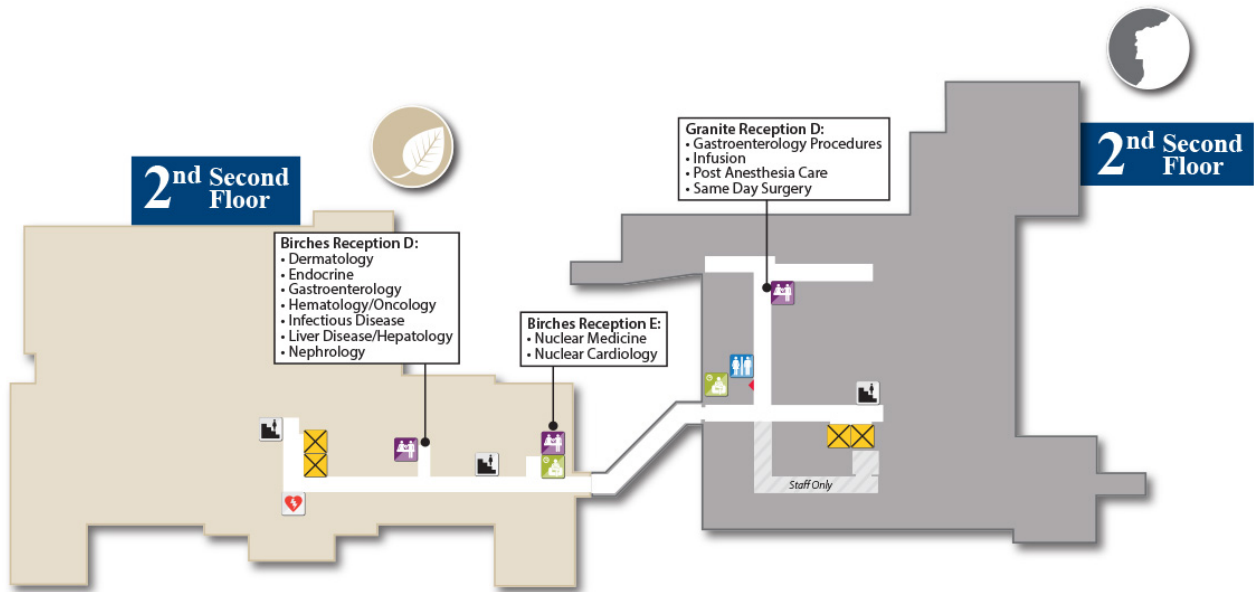 2nd Second
Floor
Birches Reception D:
• Dermatology
• Endocrine
• Gastroenterology
• Hematology/Oncology
• Infectious Disease
• Liver Disease/Hepatology
• Nephrology
Birches Reception E:
• Nuclear Medicine
• Nuclear Cardiology
Granite Reception D:
• Gastroenterology Procedures
• Infusion
• Post Anesthesia Care
• Same Day Surgery
2nd Second
Floor
Staff Only